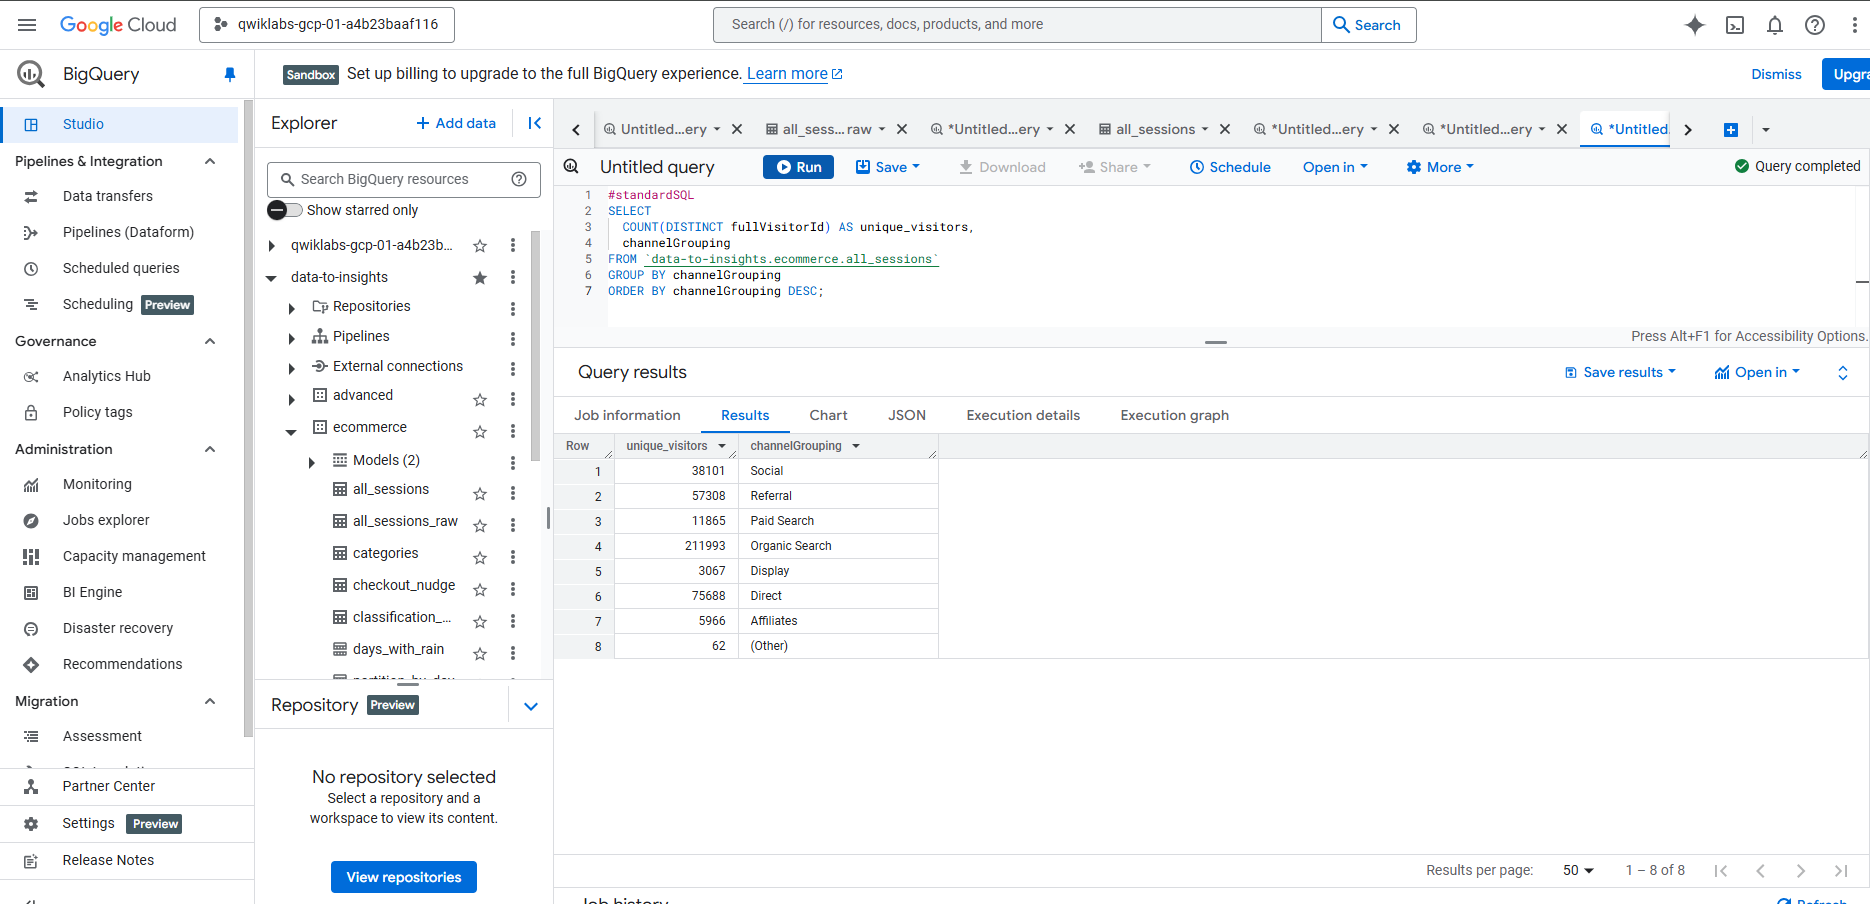 Google Cloud
qwiklabs-gcp-01-a4b23baaf116
Search (/) for resources, docs, products, and more
Search
BigQuery
Sandbox Set up billing to upgrade to the full BigQuery experience. Learn more
Dismiss
Upgra
Studio
Pipelines & Integration
Data transfers
Pipelines (Dataform)
Scheduled queries
Scheduling Preview
Governance
Analytics Hub
Policy tags
Administration
Monitoring
Jobs explorer
Capacity management
BI Engine
Disaster recovery
Recommendations
Migration
Assessment
Partner Center
Settings Preview
Release Notes
Explorer
Add data
Search BigQuery resources
Show starred only
qwiklabs-gcp-01-a4b23b...
data-to-insights
Repositories
Pipelines
External connections
advanced
ecommerce
Models (2)
all_sessions
all_sessions_raw
categories
checkout_nudge
classification_...
days_with_rain
Repository Preview
No repository selected
Select a repository and a
workspace to view its content.
View repositories
Untitled...ery
all_sess... raw
*Untitled...ery
all_sessions
*Untitled...ery
*Untitled...ery
*Untitled
Untitled query
Run
Save
Download
Share
Schedule
Open in
More
Query completed
1 #standardSQL
2 SELECT
3 COUNT(DISTINCT fullVisitorId) AS unique_visitors,
4 channelGrouping
5 FROM `data-to-insights.ecommerce.all_sessions`
6 GROUP BY channelGrouping
7 ORDER BY channelGrouping DESC;
Press Alt+F1 for Accessibility Options.
Query results
Save results
Open in
Job information Results Chart JSON Execution details Execution graph
Row unique_visitors channelGrouping
1 38101 Social
2 57308 Referral
3 11865 Paid Search
4 211993 Organic Search
5 3067 Display
6 75688 Direct
7 5966 Affiliates
8 62 (Other)
Results per page: 50 1 – 8 of 8
Job history
Refresh